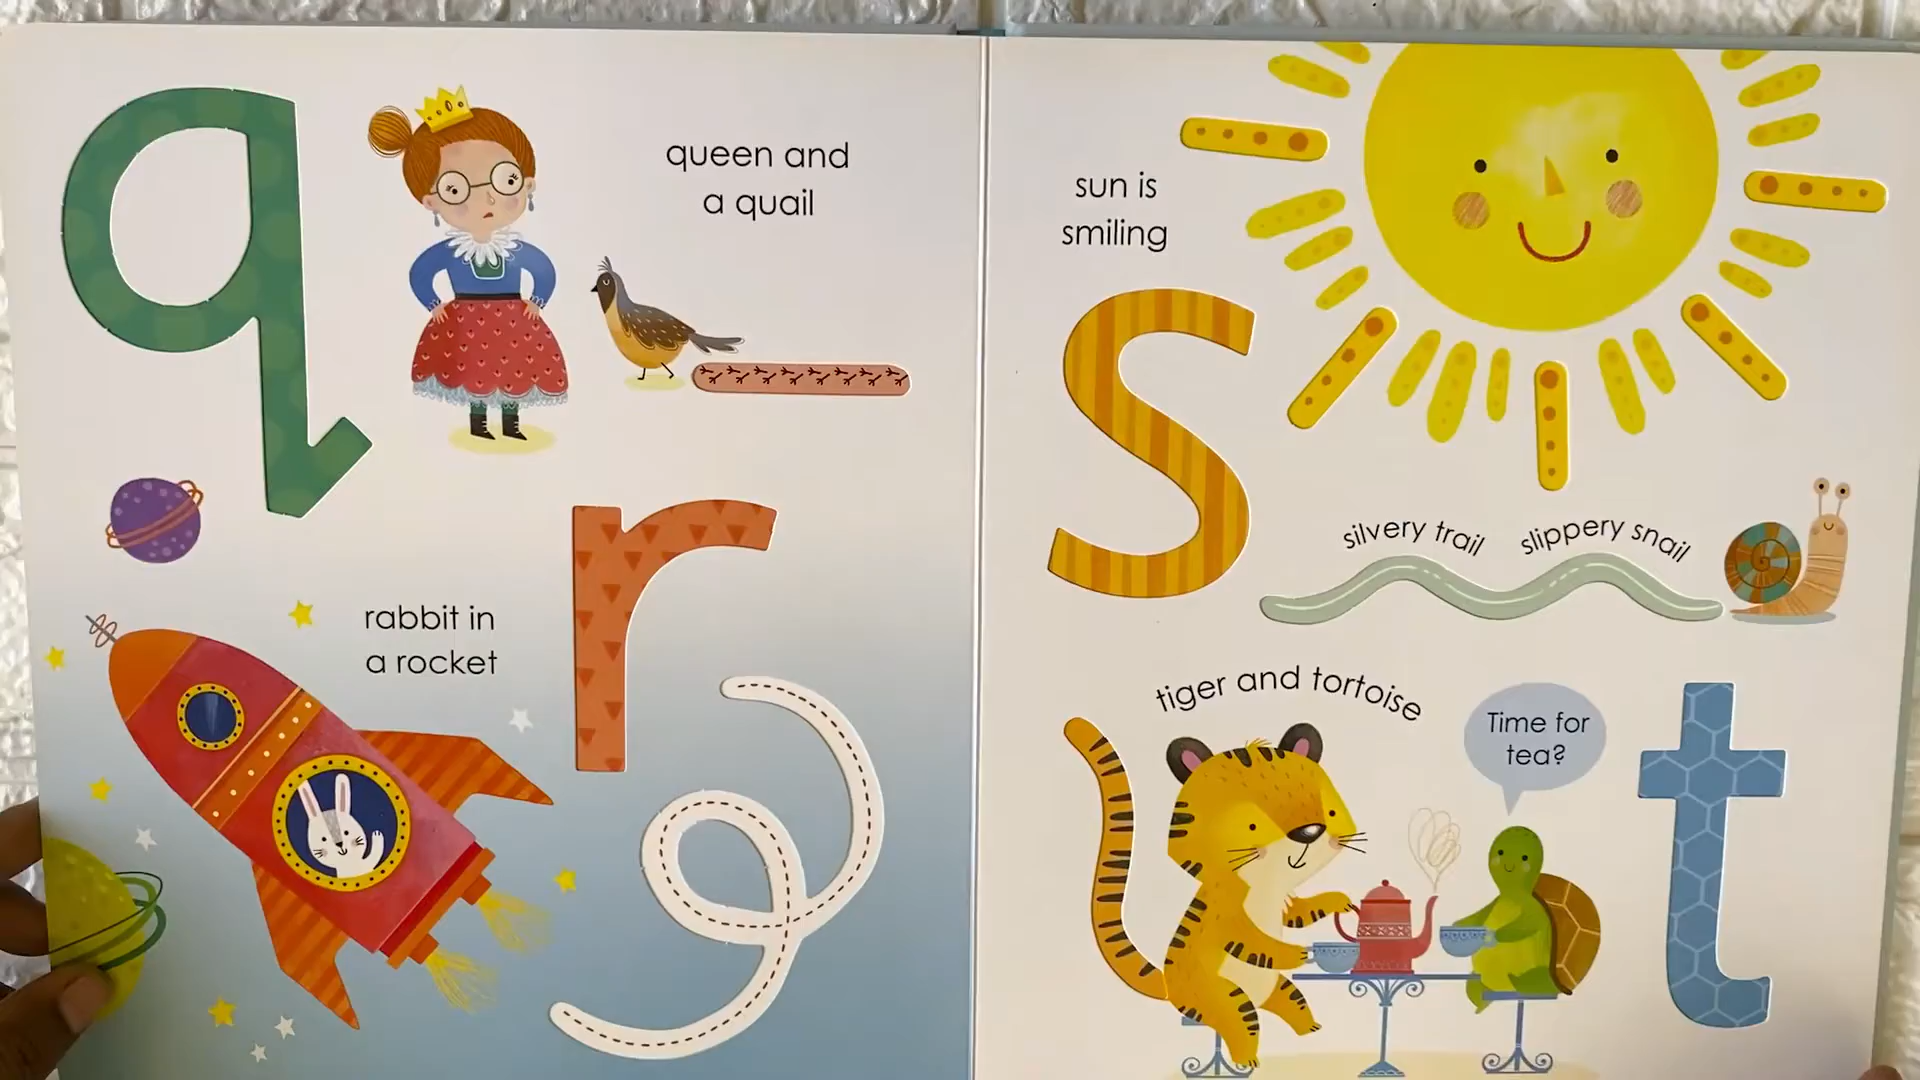 q
queen and
a quail
r
rabbit in
a rocket
sun is
smiling
s
silvery trail
slippery snail
tiger and tortoise
Time for
tea?
t